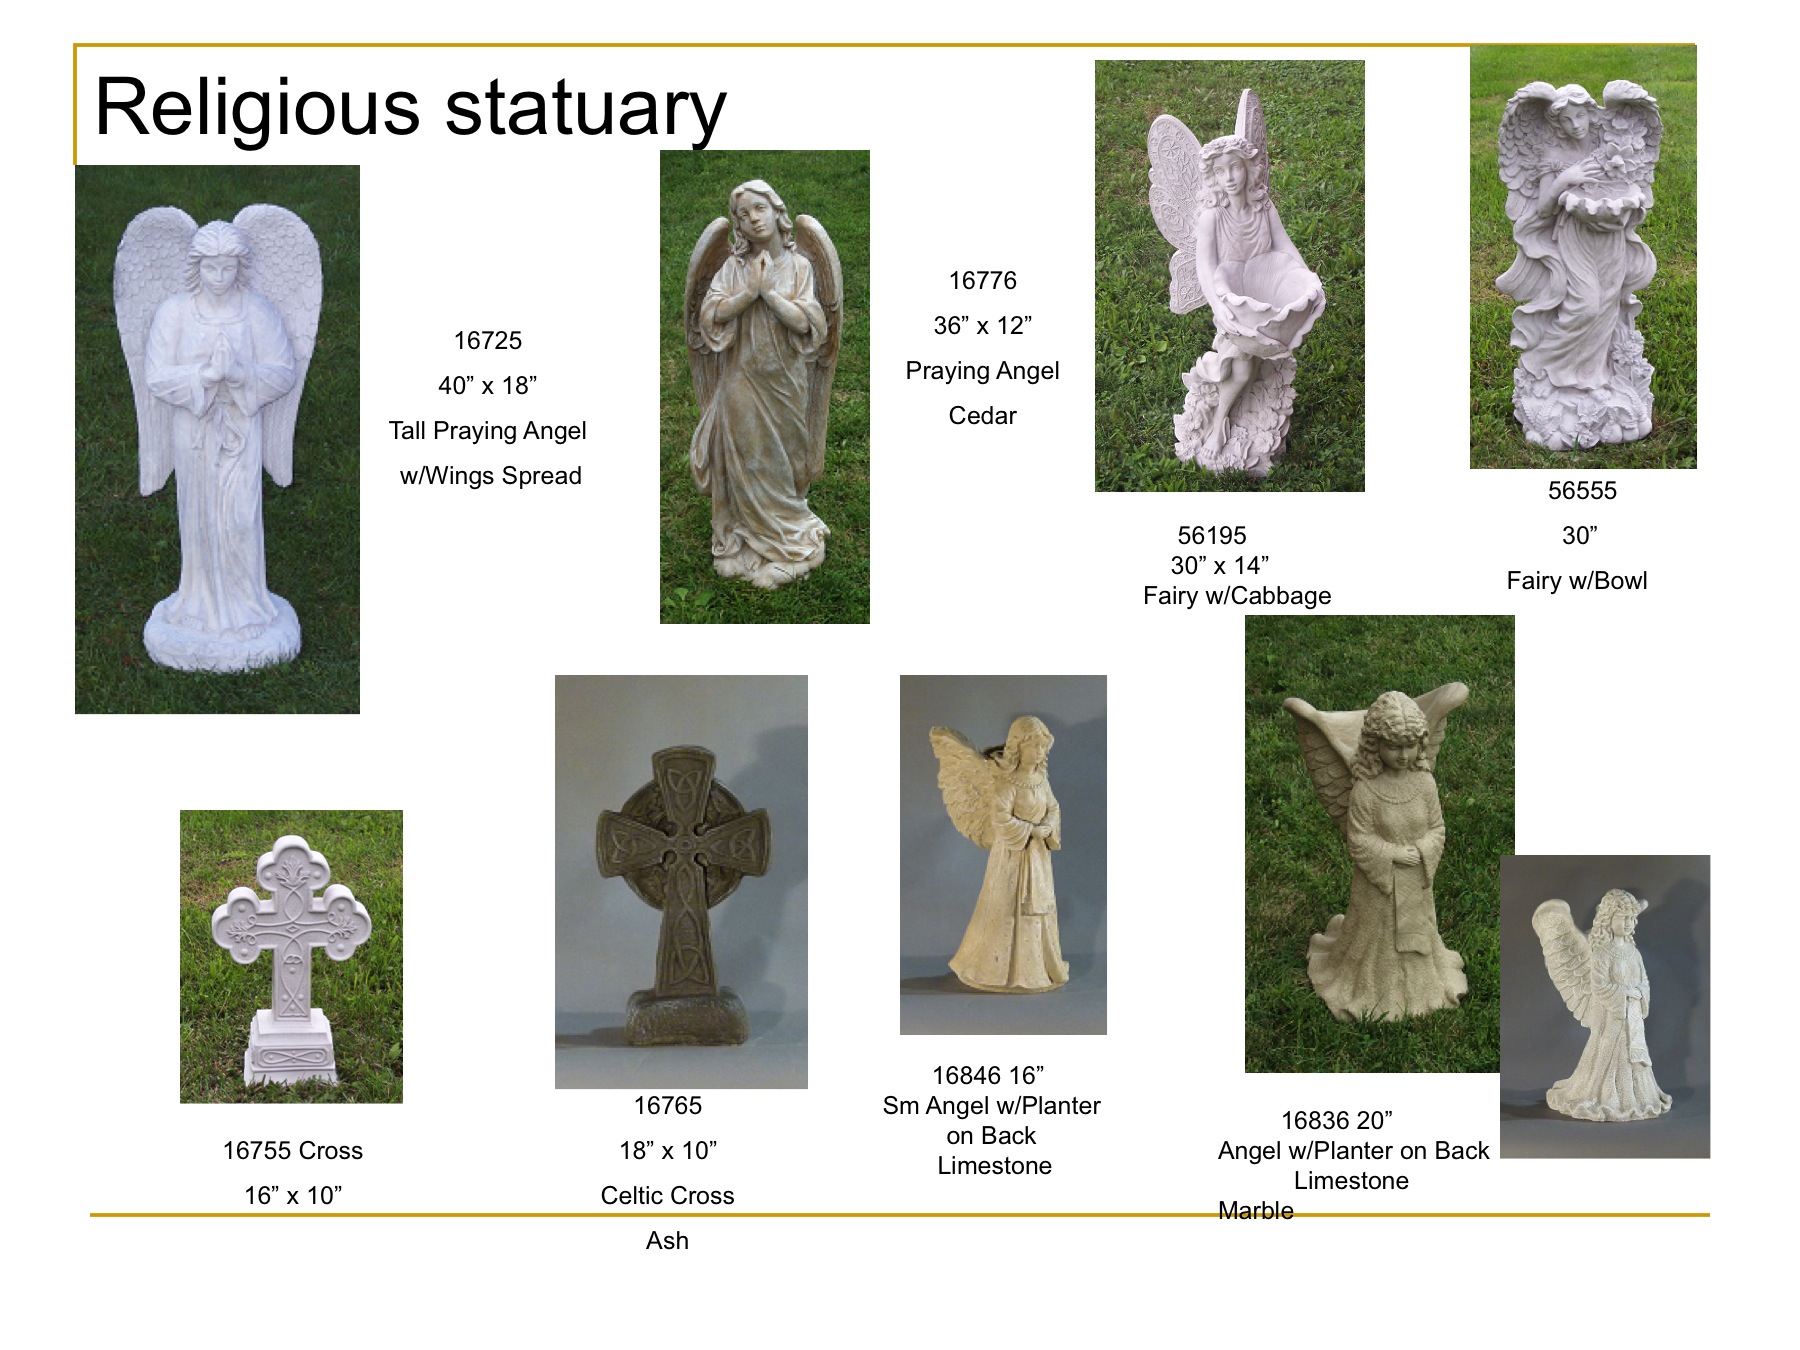 Religious statuary
16725
40” x 18”
Tall Praying Angel
w/Wings Spread
16776
36” x 12”
Praying Angel
Cedar
56195
30” x 14”
Fairy w/Cabbage
56555
30”
Fairy w/Bowl
16755 Cross
16” x 10”
16765
18” x 10”
Celtic Cross
Ash
16846 16”
Sm Angel w/Planter
on Back
Limestone
16836 20”
Angel w/Planter on Back
Limestone
Marble